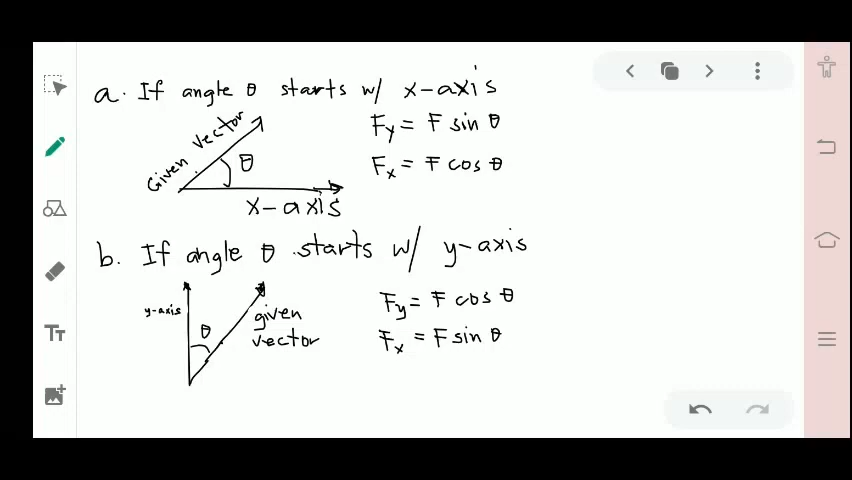 a. If angle θ starts w/ x-axis
Given vector
θ
x-axis
Fy = F sin θ
Fx = F cos θ
b. If angle θ starts w/ y-axis
y-axis
θ
given
vector
Fy = F cos θ
Fx = F sin θ
TT